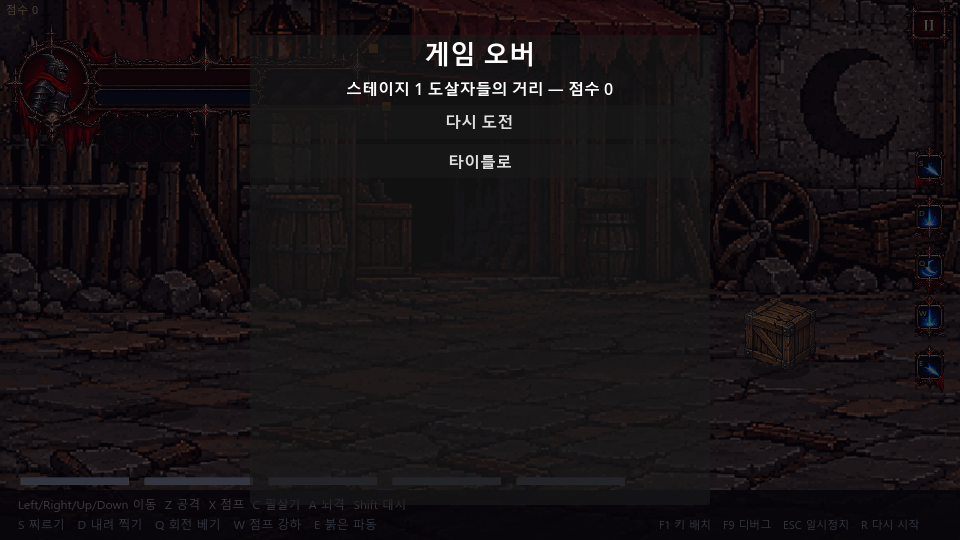 점수 0
게임 오버
스테이지 1 도살자들의 거리 — 점수 0
다시 도전
타이틀로
Left/Right/Up/Down 이동 Z 공격 X 점프 C 필살기 A 뇌격 Shift 대시
S 찌르기 D 내려 찍기 Q 회전 베기 W 점프 강하 E 붉은 파동
F1 키 배치 F9 디버그 ESC 일시정지 R 다시 시작